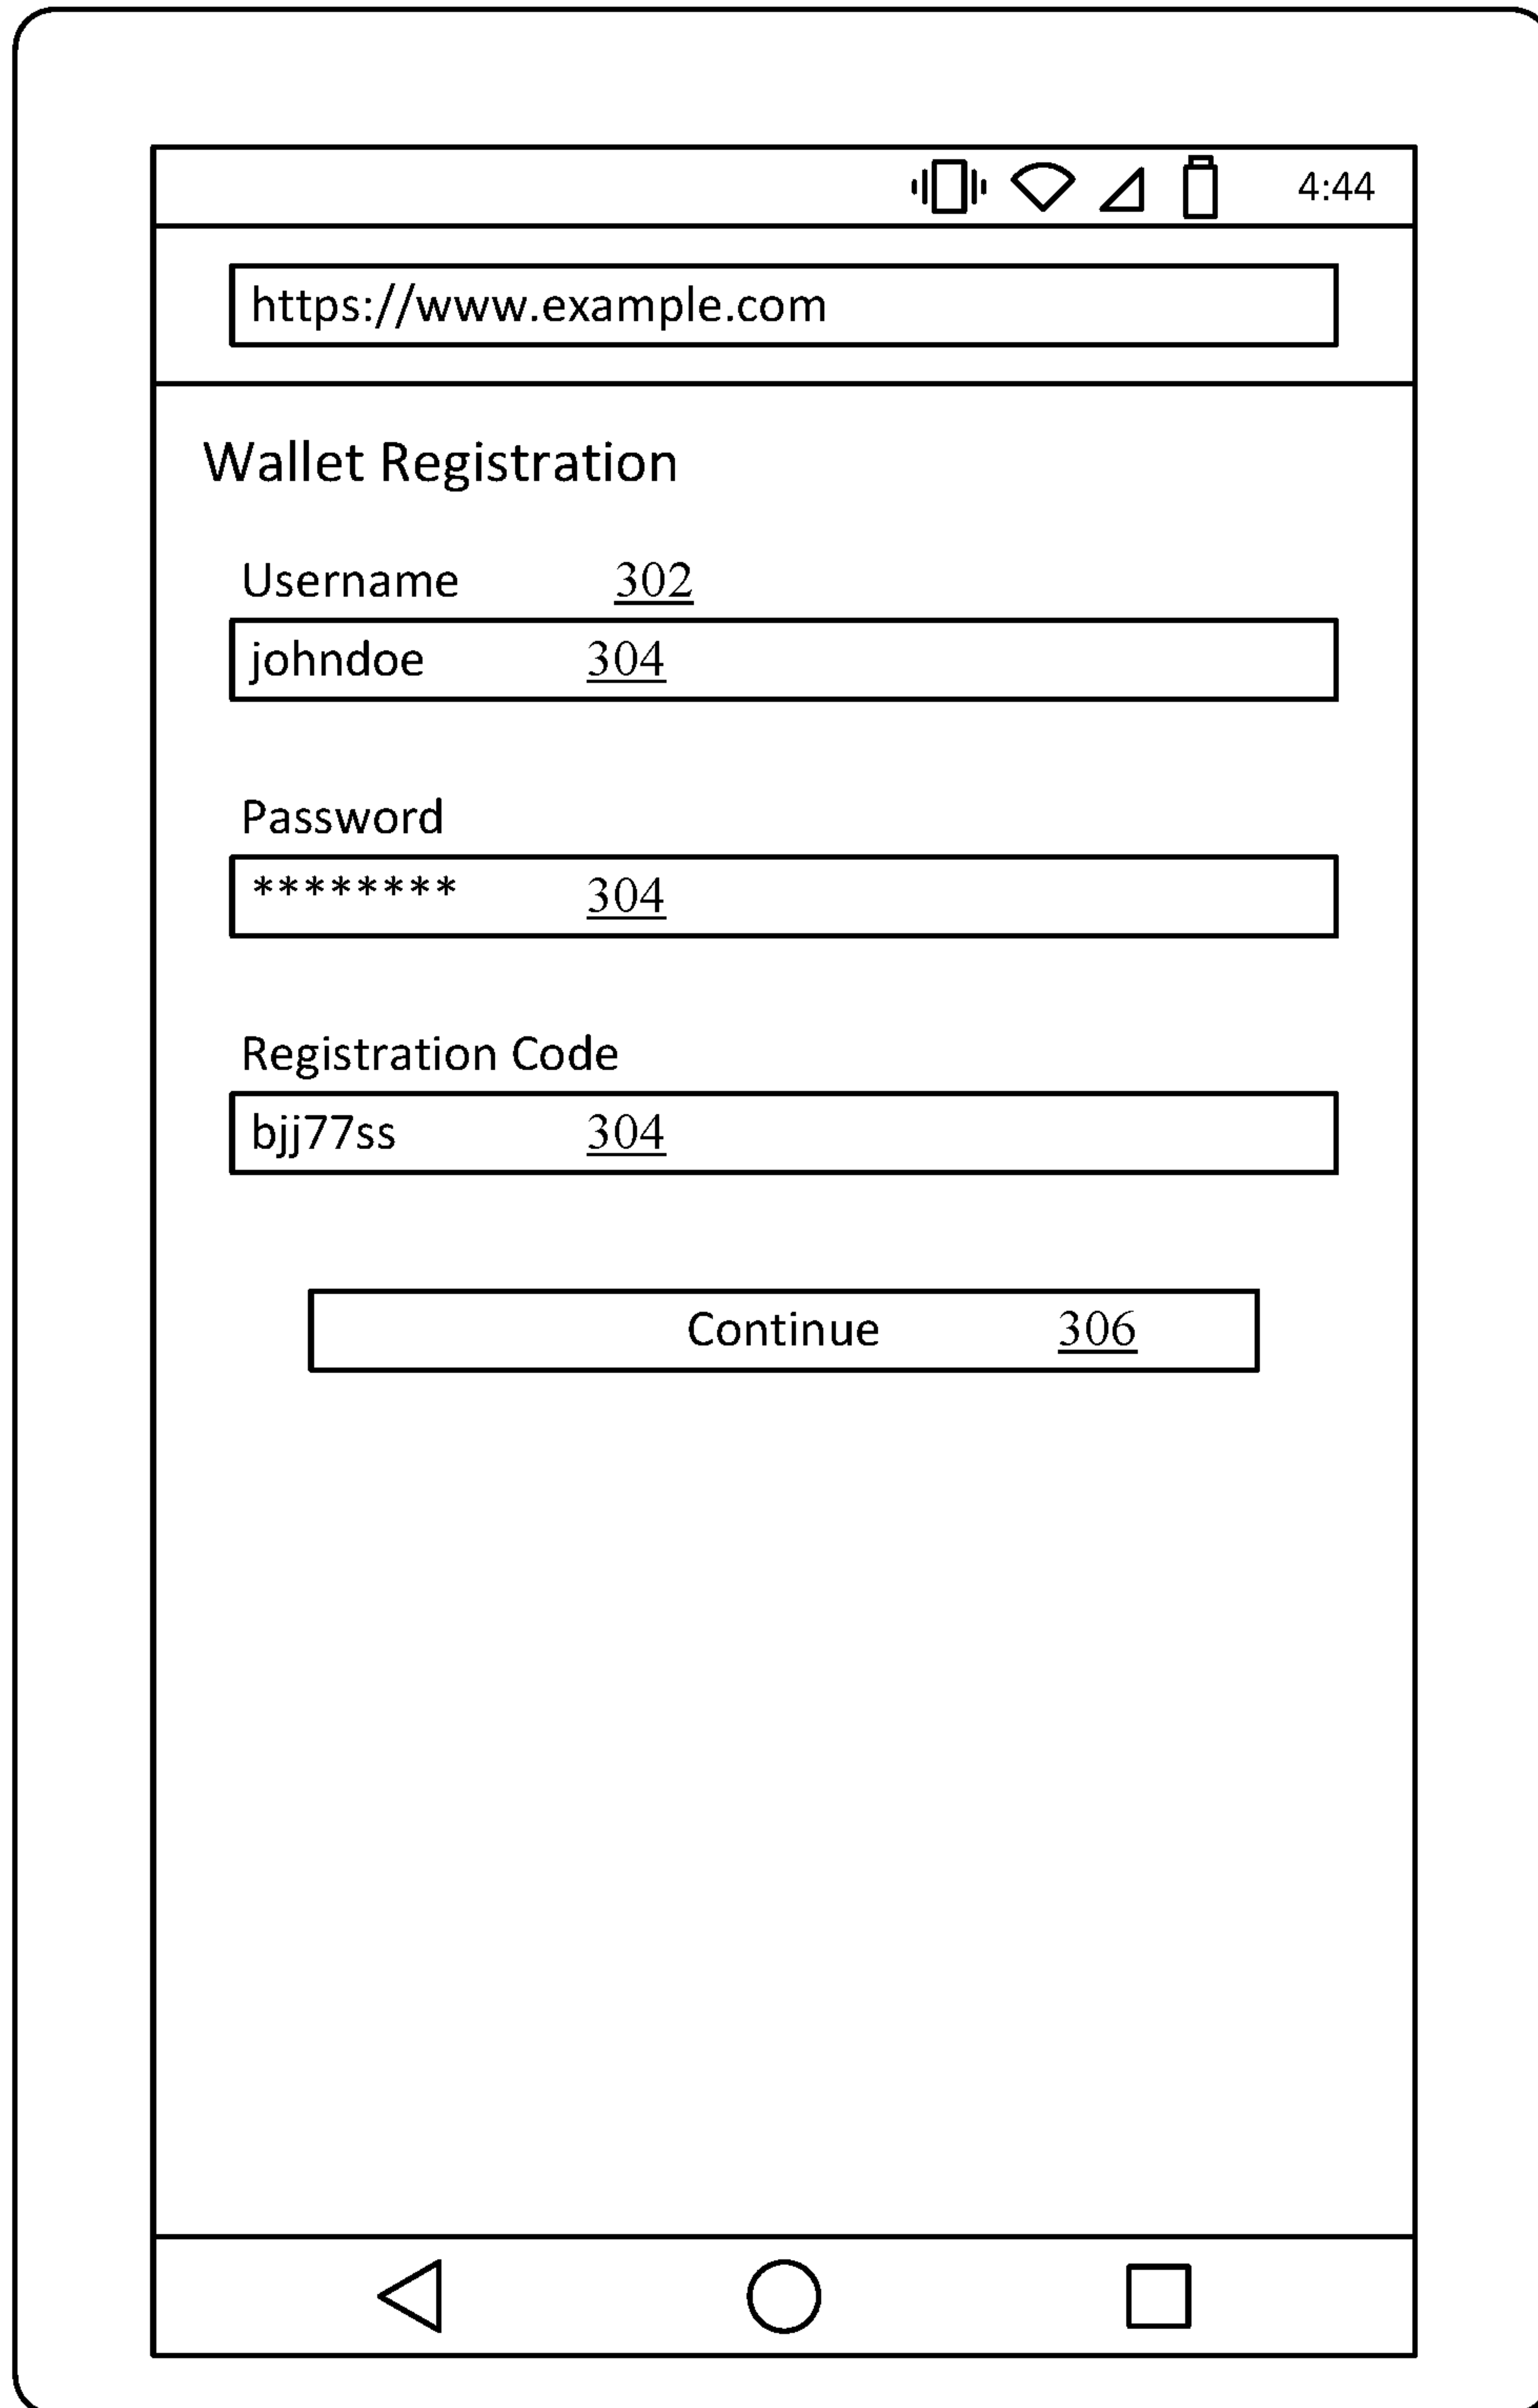 4:44
https://www.example.com
Wallet Registration
Username 302
johndoe 304
Password
******** 304
Registration Code
bjj77ss 304
Continue 306